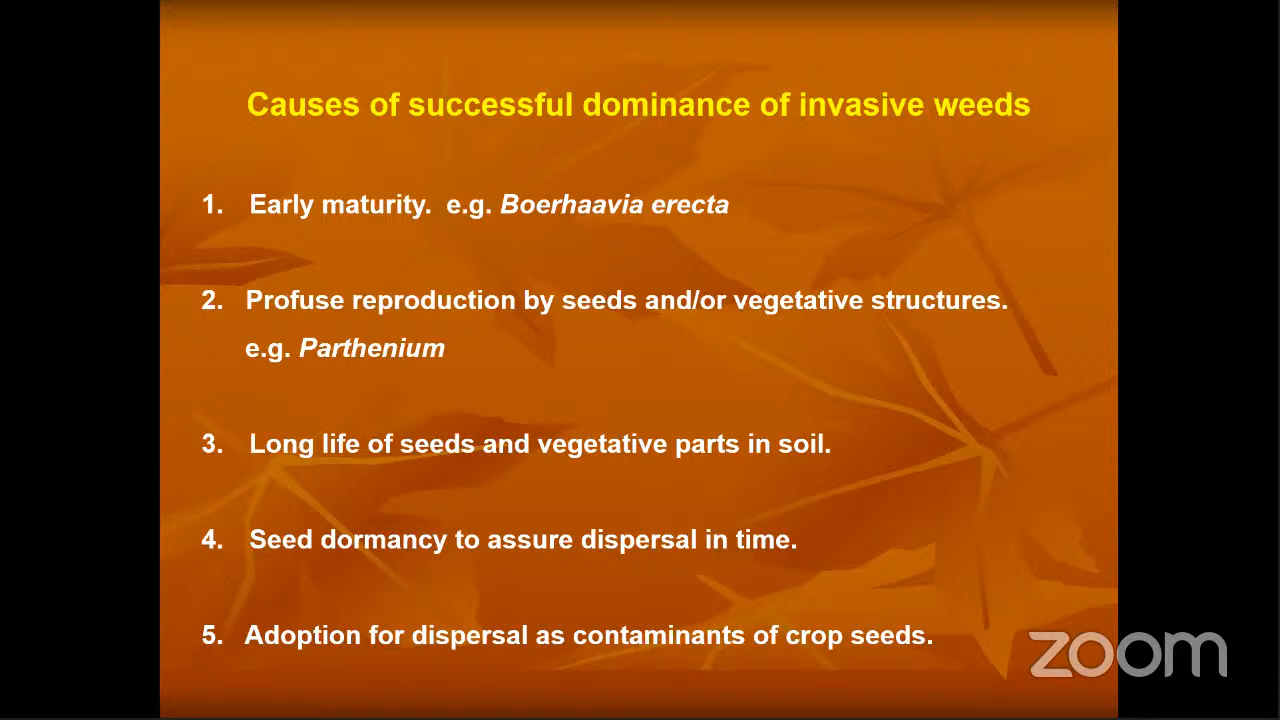 Causes of successful dominance of invasive weeds
1. Early maturity. e.g. Boerhaavia erecta
2. Profuse reproduction by seeds and/or vegetative structures.
e.g. Parthenium
3. Long life of seeds and vegetative parts in soil.
4. Seed dormancy to assure dispersal in time.
5. Adoption for dispersal as contaminants of crop seeds.
zoom